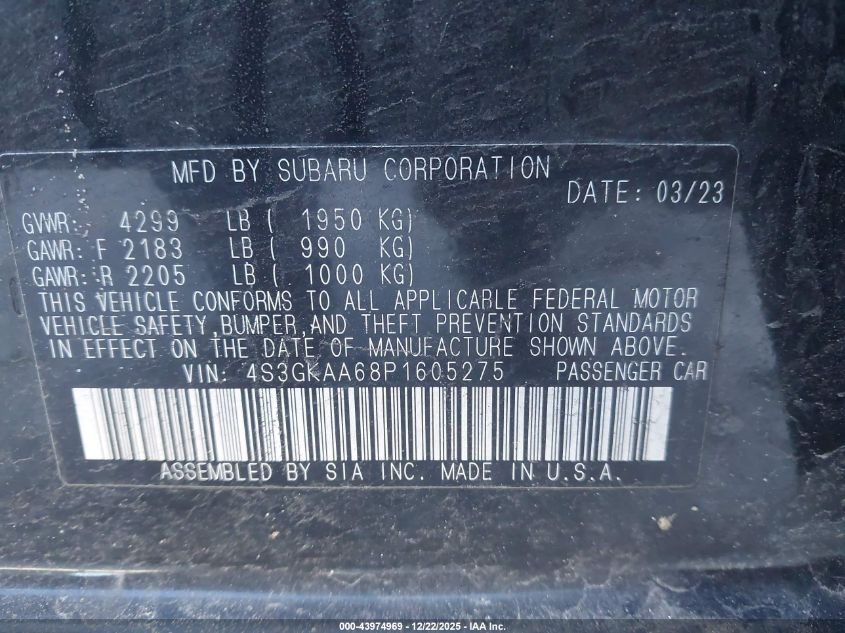 MFD BY SUBARU CORPORATION
DATE: 03/23
GVWR: 4299 LB ( 1950 KG)
GAWR: F 2183 LB ( 990 KG)
GAWR: R 2205 LB ( 1000 KG)
THIS VEHICLE CONFORMS TO ALL APPLICABLE FEDERAL MOTOR
VEHICLE SAFETY,BUMPER,AND THEFT PREVENTION STANDARDS
IN EFFECT ON THE DATE OF MANUFACTURE SHOWN ABOVE.
VIN: 4S3GKAA68P1605275 PASSENGER CAR
ASSEMBLED BY SIA INC. MADE IN U.S.A.
000-43974969 - 12/22/2025 - IAA Inc.